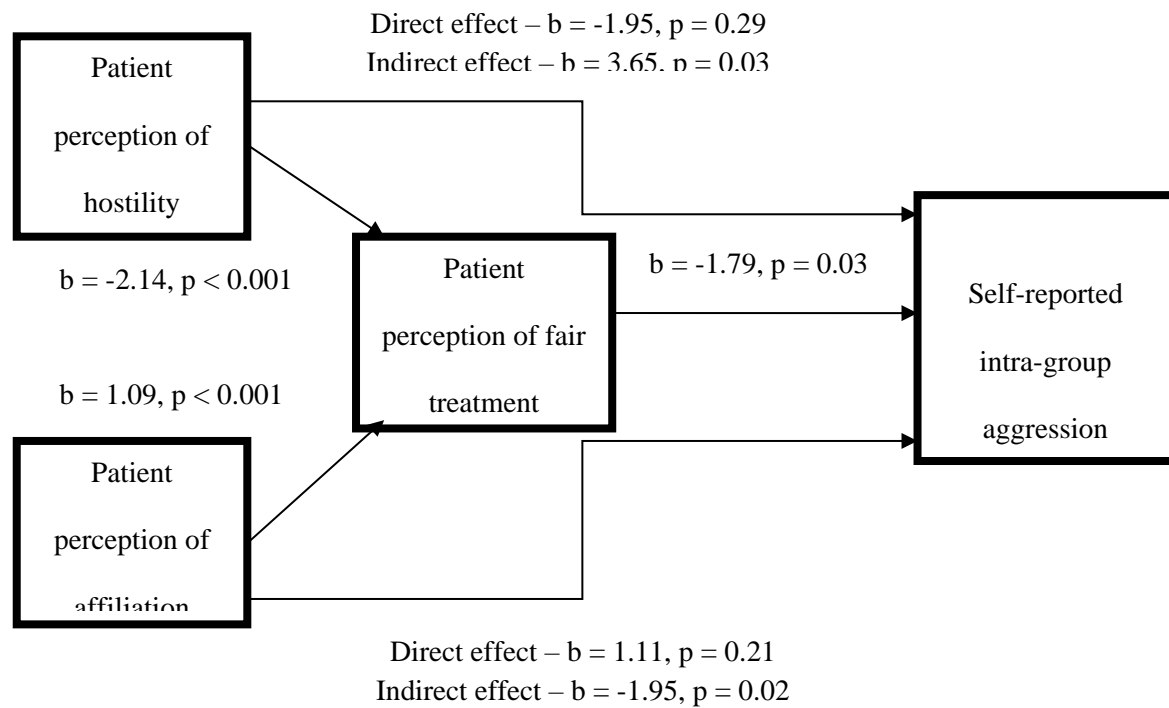 Direct effect – b = -1.95, p = 0.29
Indirect effect – b = 3.65, p = 0.03
Patient
perception of
hostility
b = -2.14, p < 0.001
Patient
perception of fair
treatment
b = -1.79, p = 0.03
Self-reported
intra-group
aggression
b = 1.09, p < 0.001
Patient
perception of
affiliation
Direct effect – b = 1.11, p = 0.21
Indirect effect – b = -1.95, p = 0.02